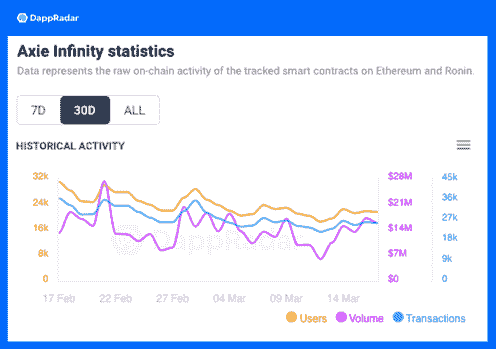 DappRadar
Axie Infinity statistics
Data represents the raw on-chain activity of the tracked smart contracts on Ethereum and Ronin.
7D 30D ALL
HISTORICAL ACTIVITY
32k $28M 45k
24k $21M 36k
16k $14M 27k
18k
8k $7M 9k
0 $0 0
DappRadar
17 Feb 22 Feb 27 Feb 04 Mar 09 Mar 14 Mar
Users Volume Transactions